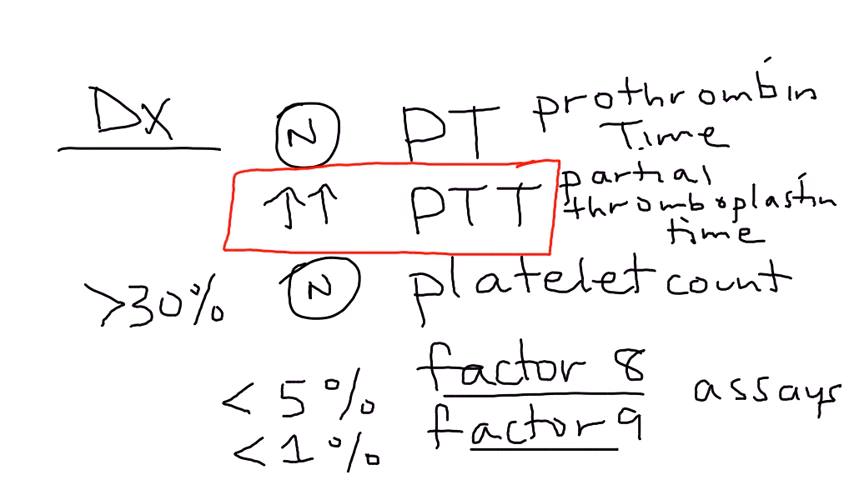 Dx
N PT prothrombin
Time
↑↑ PTT partial
thromboplastin
time
N platelet count
>30%
<5% factor 8 assays
<1% factor 9